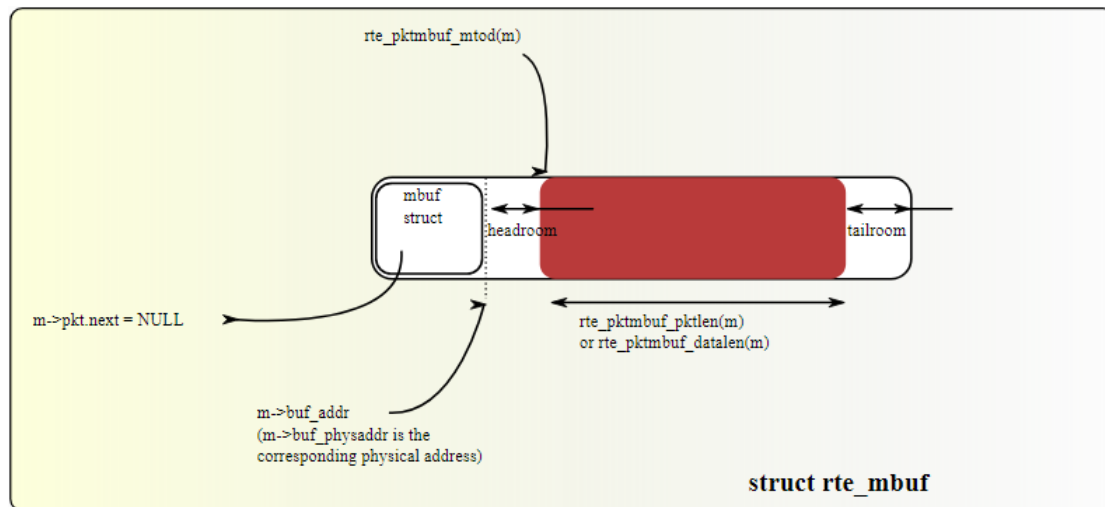 rte_pktmbuf_mtod(m)
mbuf
struct
headroom
tailroom
m->pkt.next = NULL
rte_pktmbuf_pktlen(m)
or rte_pktmbuf_datalen(m)
m->buf_addr
(m->buf_physaddr is the
corresponding physical address)
struct rte_mbuf